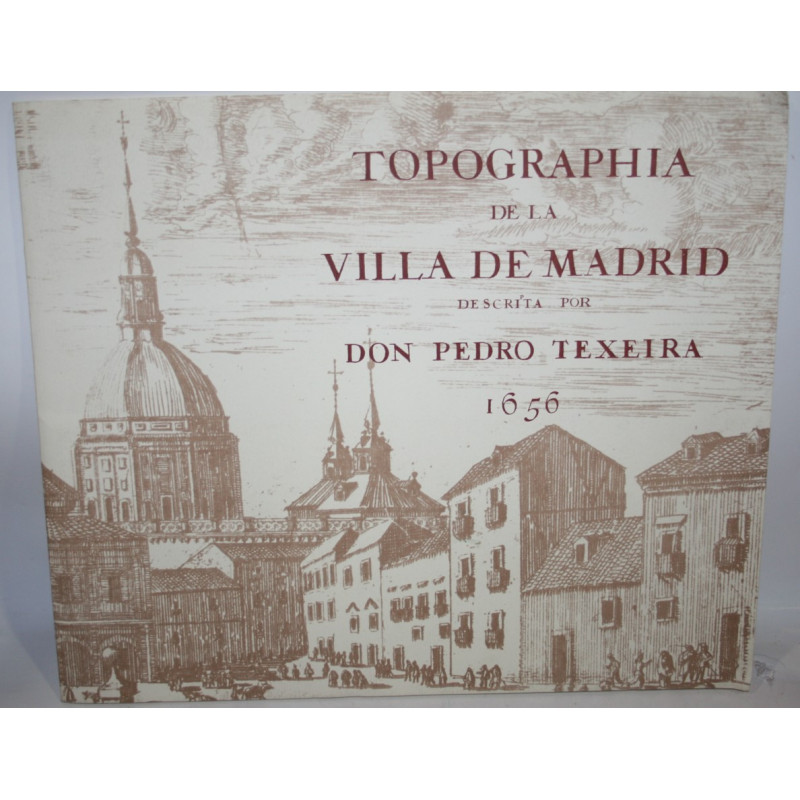 TOPOGRAPHIA
DE LA
VILLA DE MADRID
DESCRITA POR
DON PEDRO TEXEIRA
1656